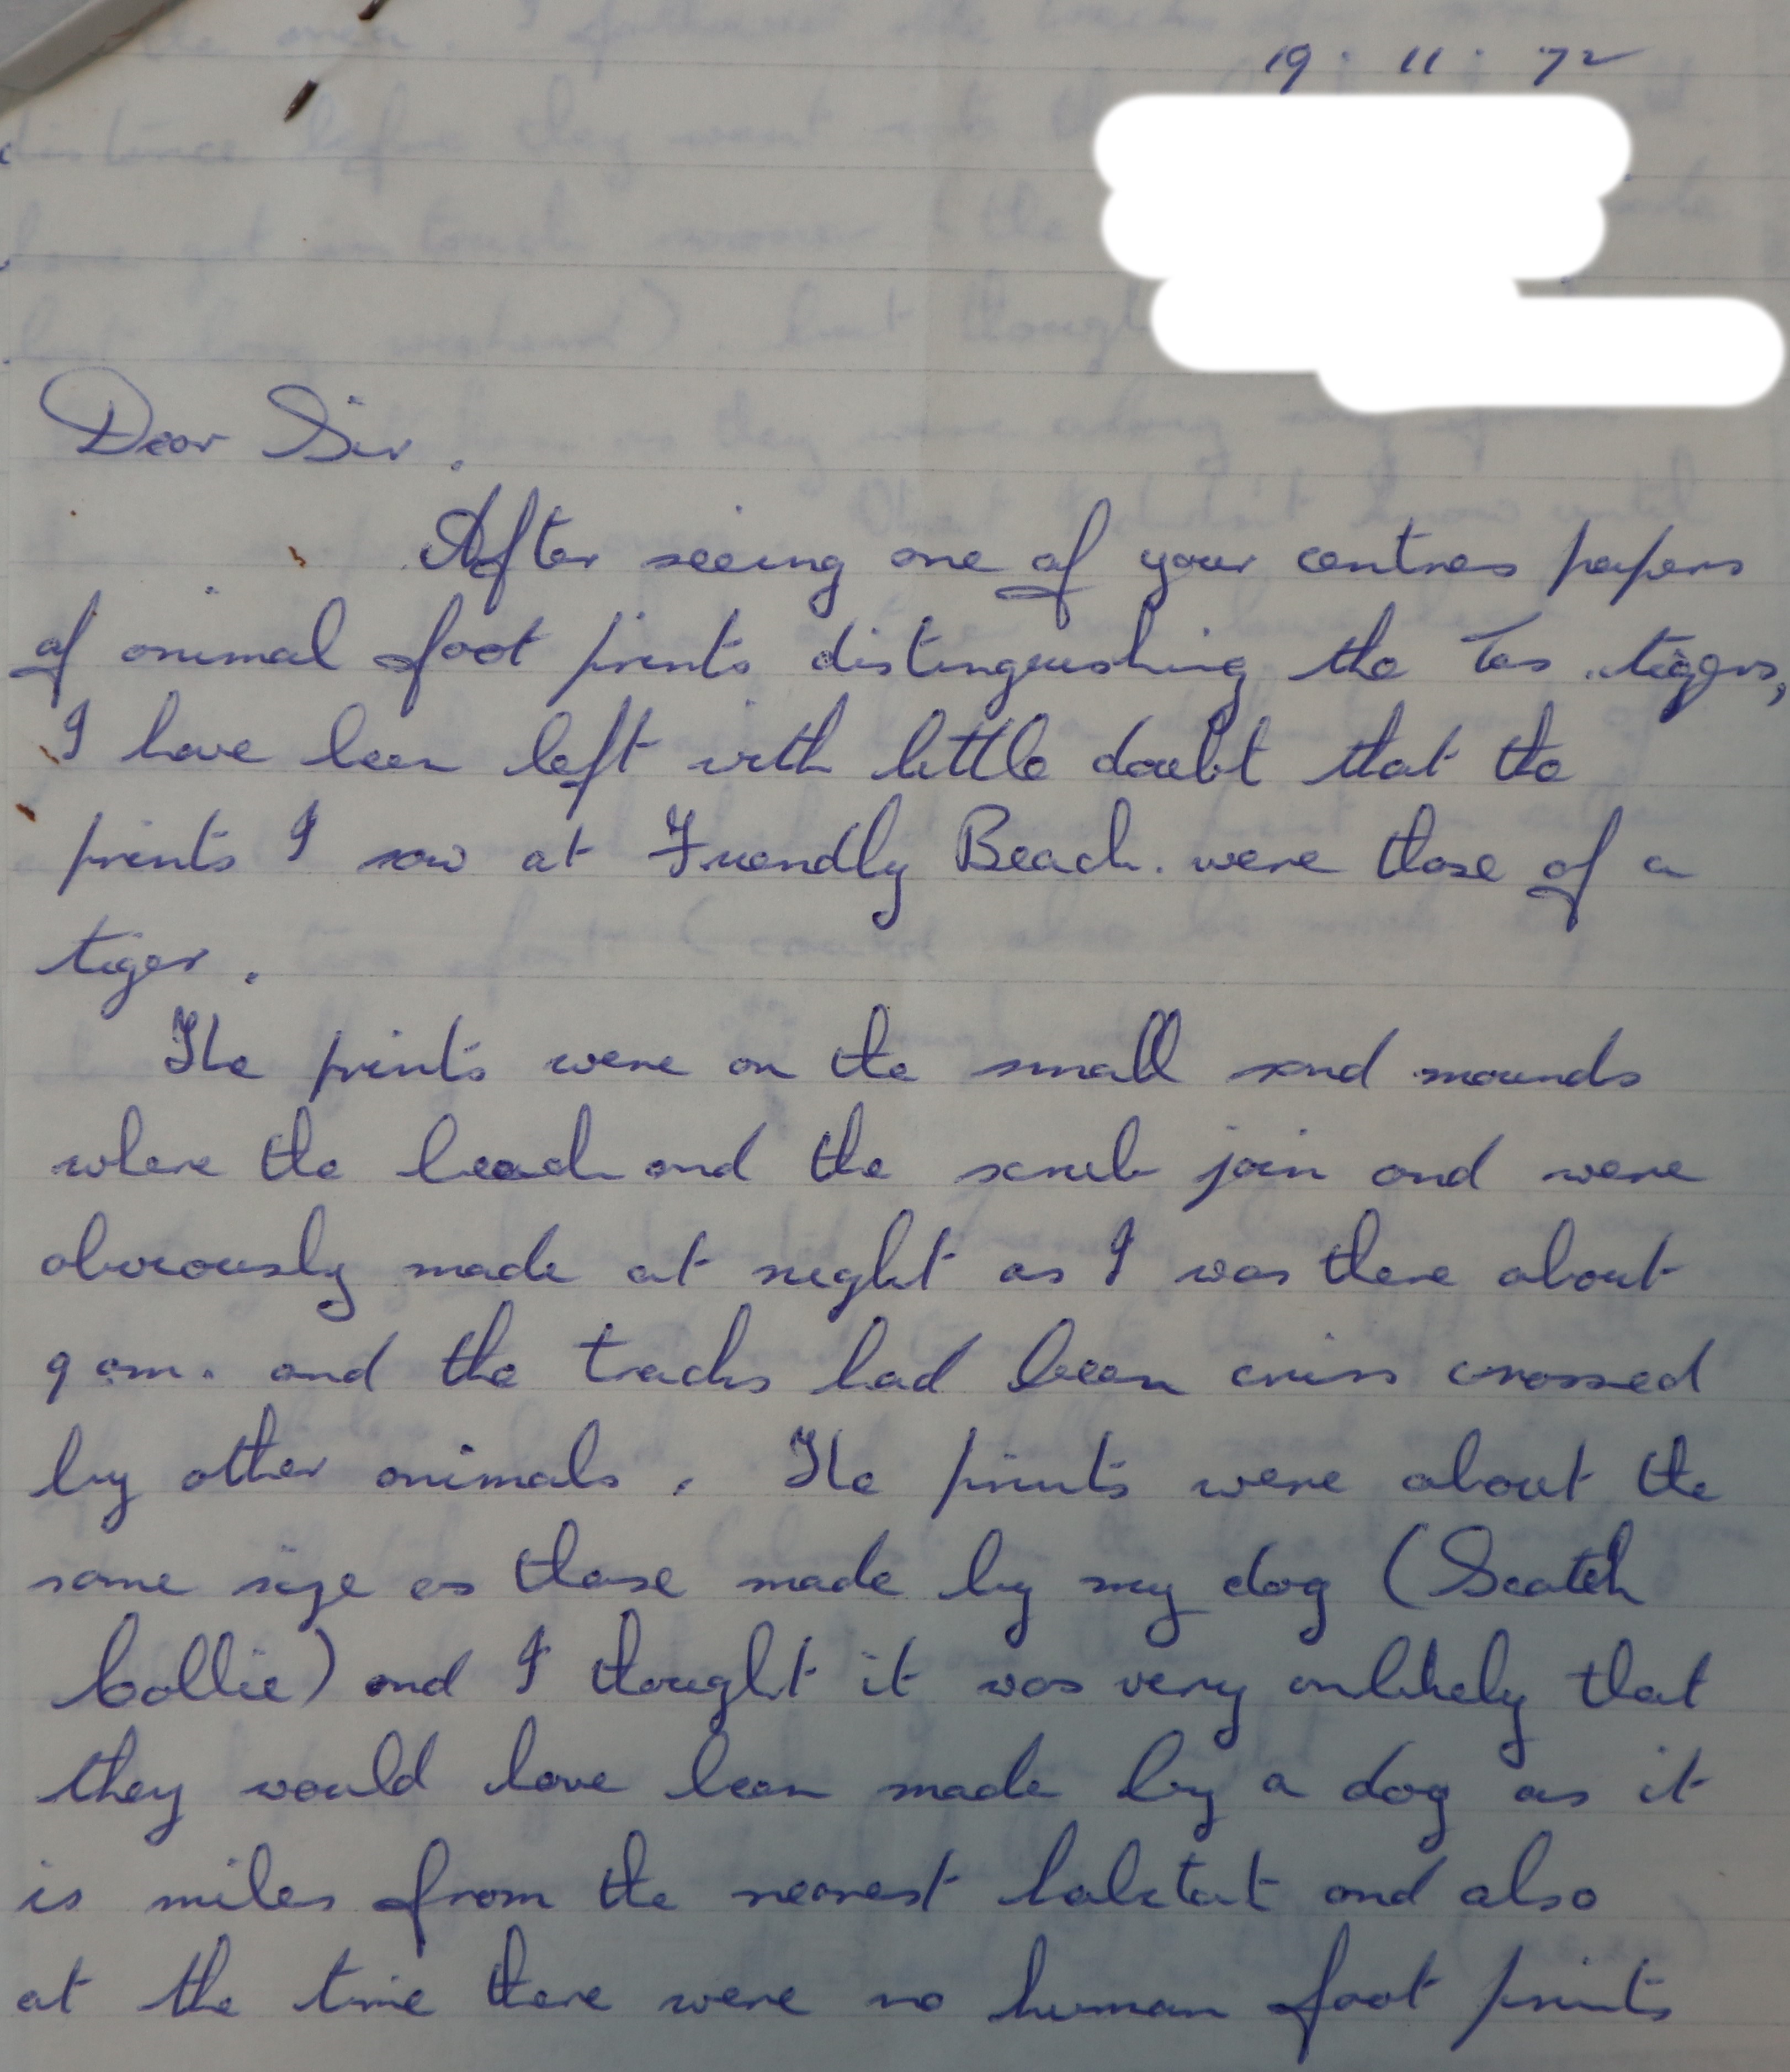 19 . 11 . 72
Dear Sir.
After seeing one of your centres papers
of animal foot prints distinguishing the Tas. tigers,
I have been left with little doubt that the
prints I saw at Friendly Beach. were those of a
tiger.
The prints were on the small sand mounds
where the beach and the scrub join and were
obviously made at night as I was there about
9 am. and the tracks had been criss crossed
by other animals. The prints were about the
same size as those made by my dog (Scotch
Collie) and I thought it was very unlikely that
they would have been made by a dog as it
is miles from the nearest habitat and also
at the time there were no human foot prints